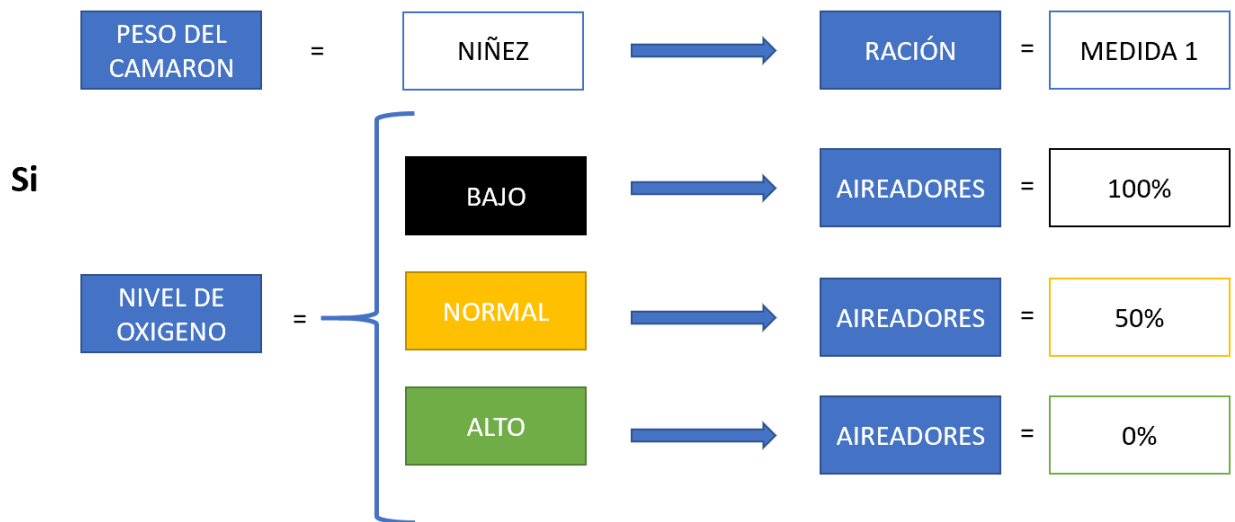 PESO DEL
CAMARON = NIÑEZ RACIÓN = MEDIDA 1
Si
BAJO AIREADORES = 100%
NIVEL DE
OXIGENO = NORMAL AIREADORES = 50%
ALTO AIREADORES = 0%